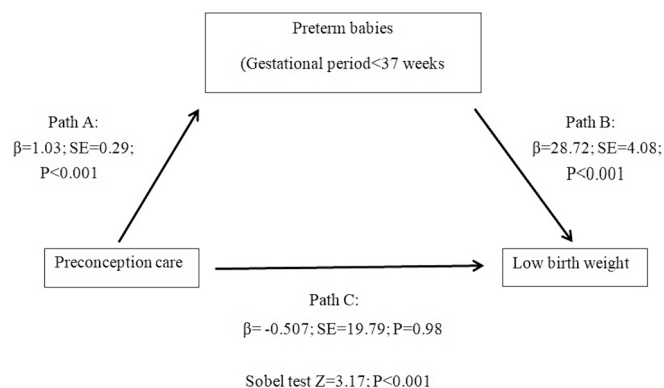 Preterm babies
(Gestational period<37 weeks
Path A:
β=1.03; SE=0.29;
P<0.001
Path B:
β=28.72; SE=4.08;
P<0.001
Preconception care
Low birth weight
Path C:
β= -0.507; SE=19.79; P=0.98
Sobel test Z=3.17; P<0.001